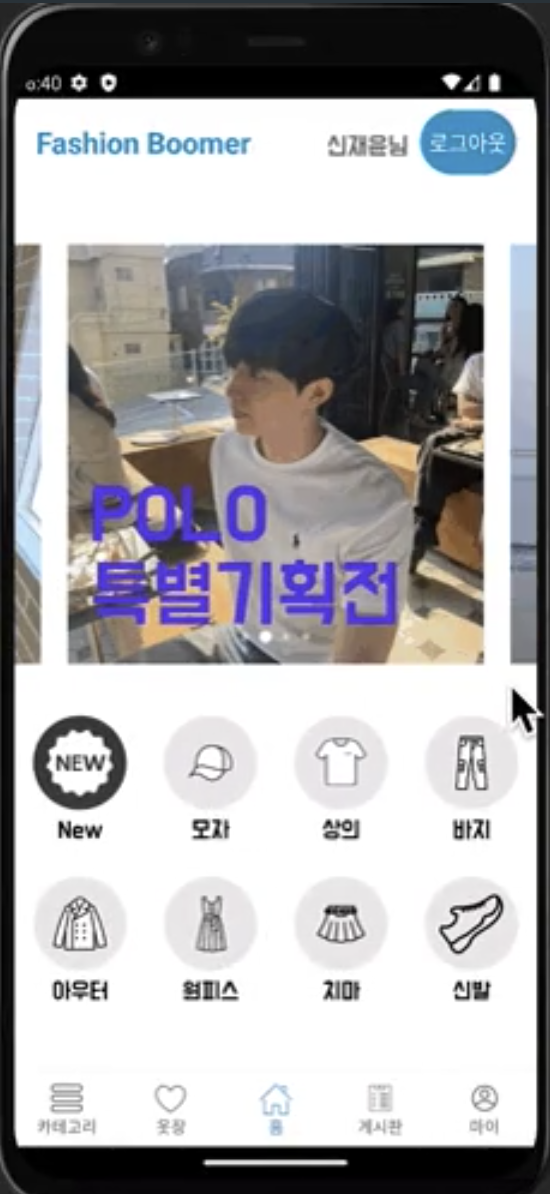 6:40
Fashion Boomer
신재윤님
로그아웃
POLO
특별기획전
NEW
New
모자
상의
바지
아우터
원피스
치마
신발
카테고리
옷장
홈
게시판
마이